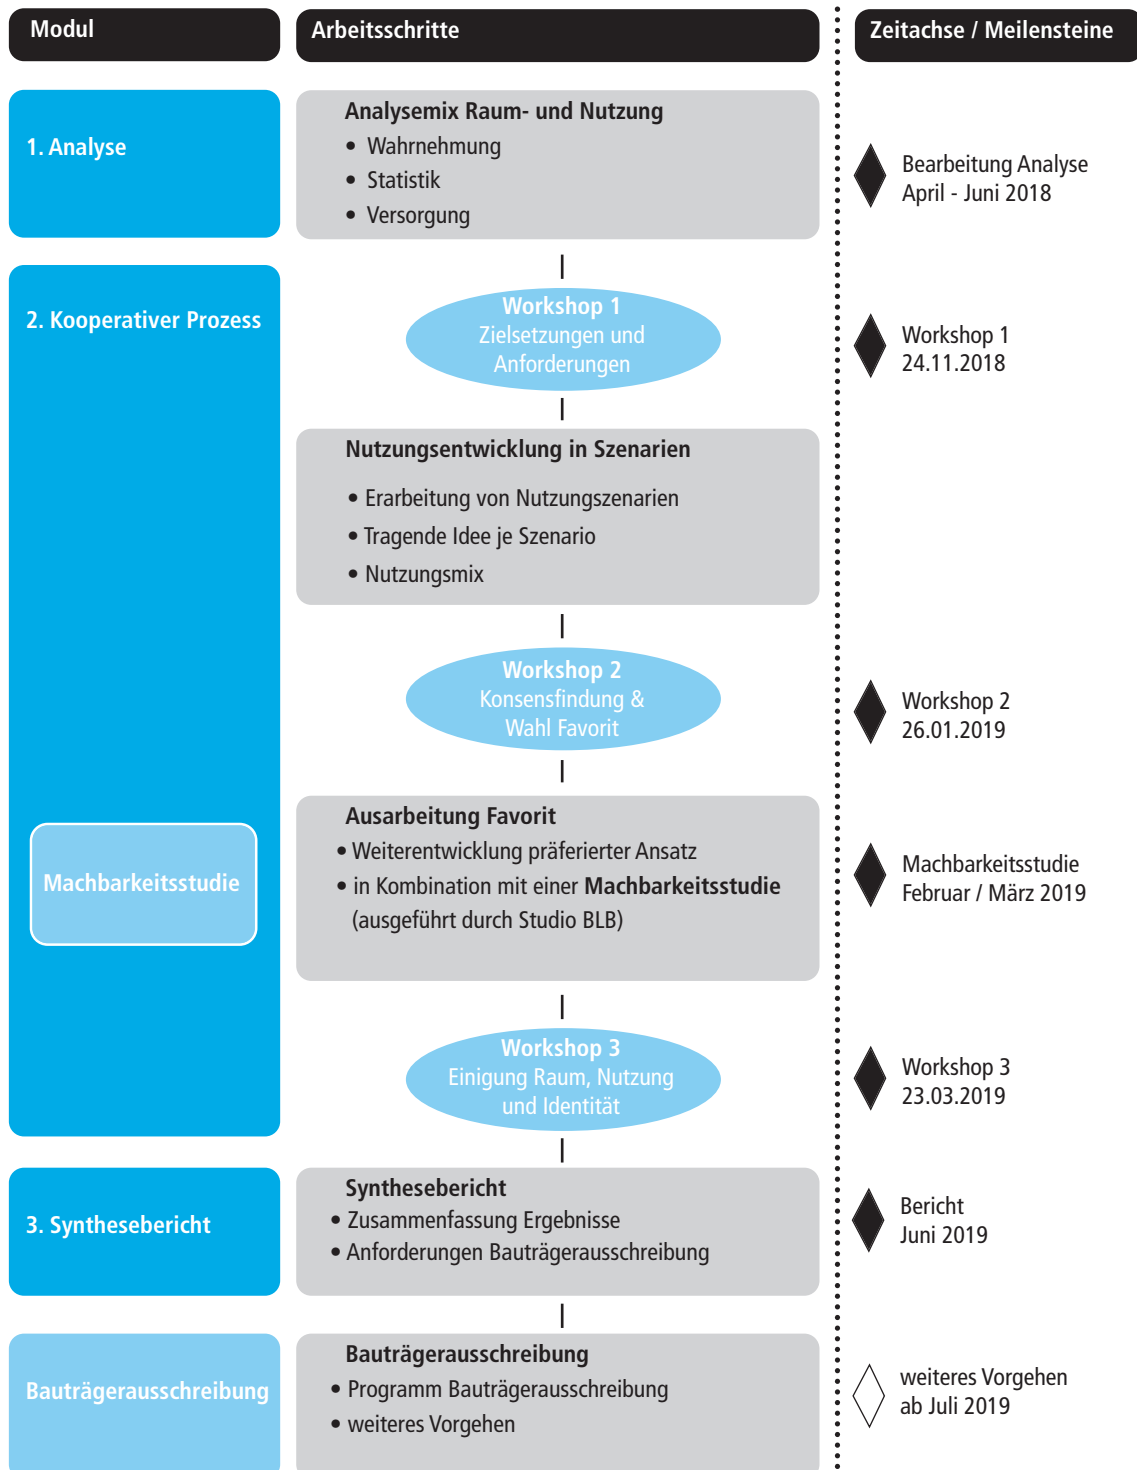 Modul
Arbeitsschritte
Zeitachse / Meilensteine
1. Analyse
Analysemix Raum- und Nutzung
• Wahrnehmung
• Statistik
• Versorgung
Bearbeitung Analyse
April - Juni 2018
2. Kooperativer Prozess
Workshop 1
Zielsetzungen und
Anforderungen
Workshop 1
24.11.2018
Nutzungsentwicklung in Szenarien
• Erarbeitung von Nutzungszenarien
• Tragende Idee je Szenario
• Nutzungsmix
Workshop 2
Konsensfindung &
Wahl Favorit
Workshop 2
26.01.2019
Machbarkeitsstudie
Ausarbeitung Favorit
• Weiterentwicklung präferierter Ansatz
• in Kombination mit einer Machbarkeitsstudie
(ausgeführt durch Studio BLB)
Machbarkeitsstudie
Februar / März 2019
Workshop 3
Einigung Raum, Nutzung
und Identität
Workshop 3
23.03.2019
3. Synthesebericht
Synthesebericht
• Zusammenfassung Ergebnisse
• Anforderungen Bauträgerausschreibung
Bericht
Juni 2019
Bauträgerausschreibung
Bauträgerausschreibung
• Programm Bauträgerausschreibung
• weiteres Vorgehen
weiteres Vorgehen
ab Juli 2019